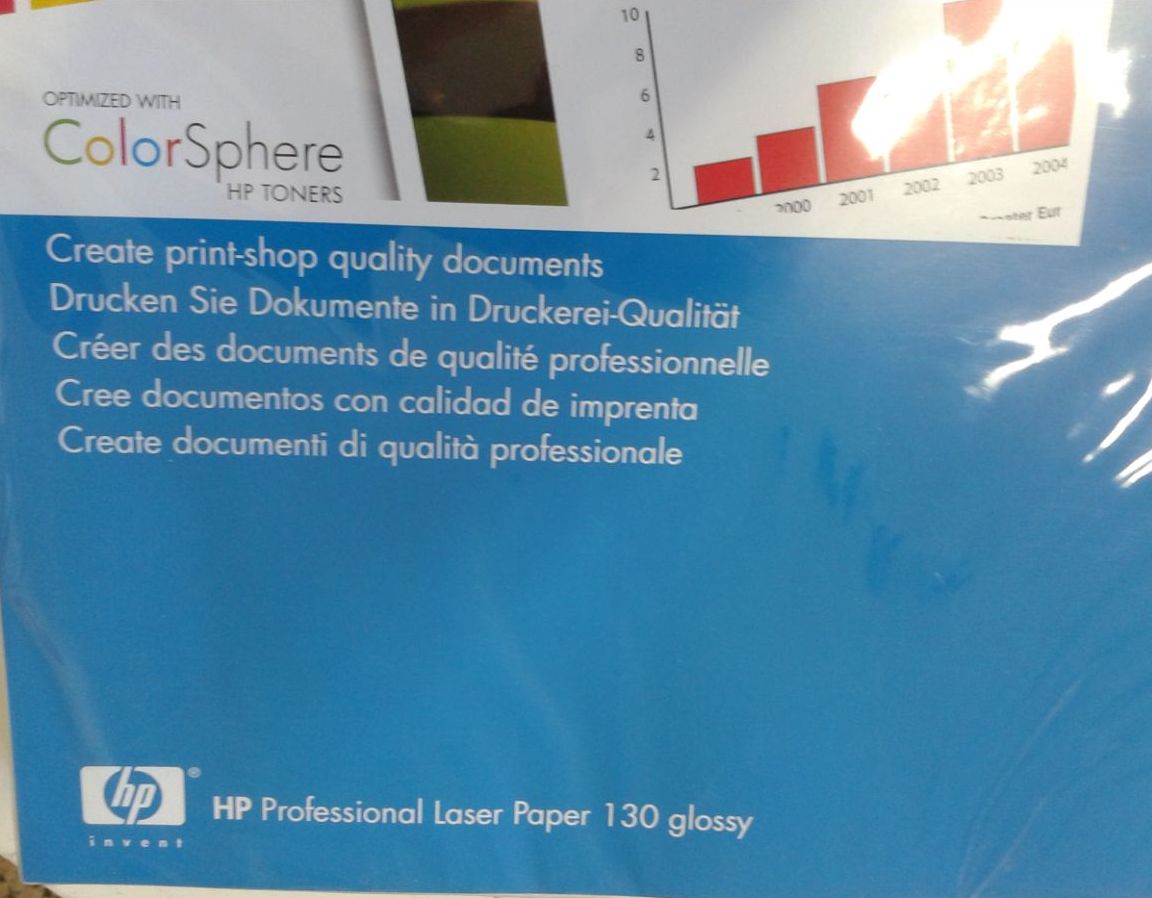 OPTIMIZED WITH
ColorSphere
HP TONERS
10
8
6
4
2
2000
2001
2002
2003
2004
Eur
Create print-shop quality documents
Drucken Sie Dokumente in Druckerei-Qualität
Créer des documents de qualité professionnelle
Cree documentos con calidad de imprenta
Create documenti di qualità professionale
hp®
invent
HP Professional Laser Paper 130 glossy